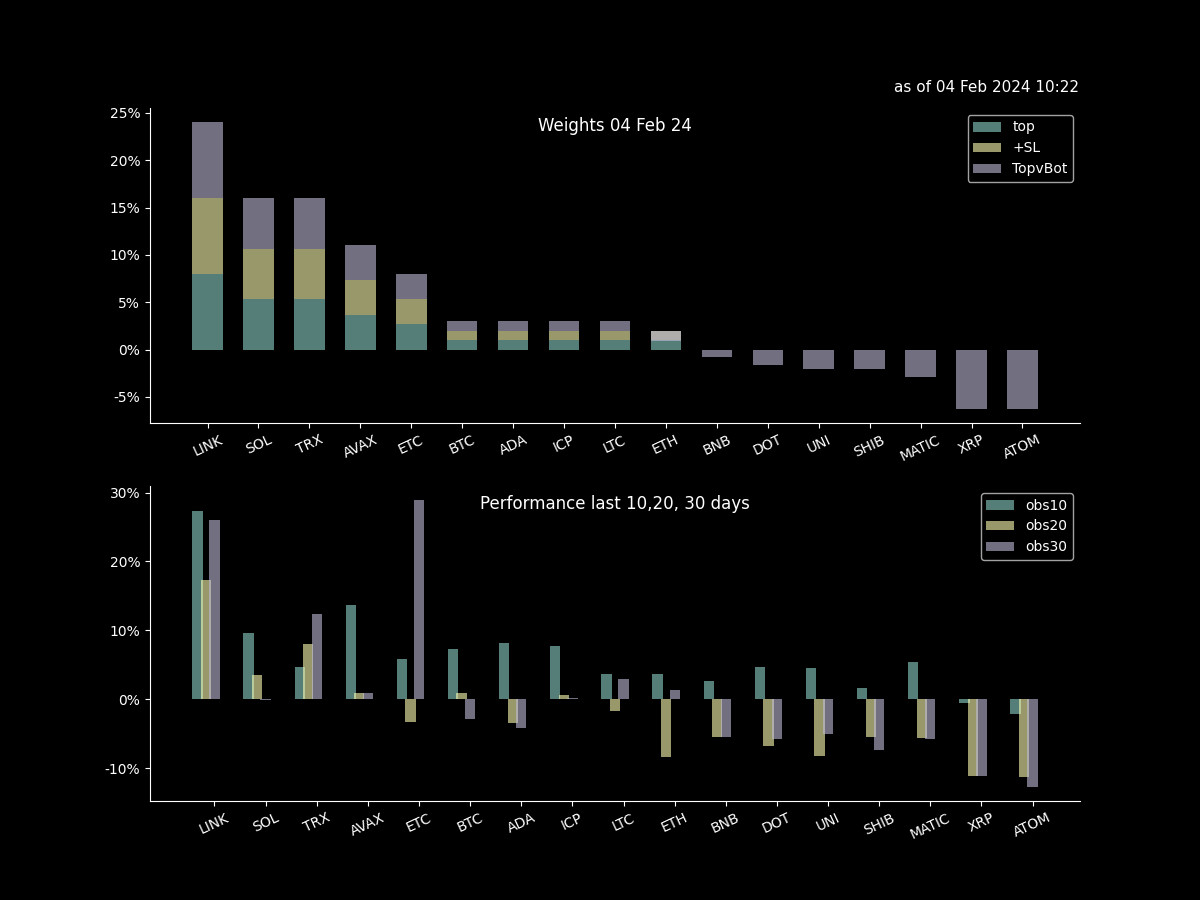 as of 04 Feb 2024 10:22
Weights 04 Feb 24
top
+SL
TopvBot
25%
20%
15%
10%
5%
0%
-5%
LINK SOL TRX AVAX ETC BTC ADA ICP LTC ETH BNB DOT UNI SHIB MATIC XRP ATOM
Performance last 10,20, 30 days
obs10
obs20
obs30
30%
20%
10%
0%
-10%
LINK SOL TRX AVAX ETC BTC ADA ICP LTC ETH BNB DOT UNI SHIB MATIC XRP ATOM